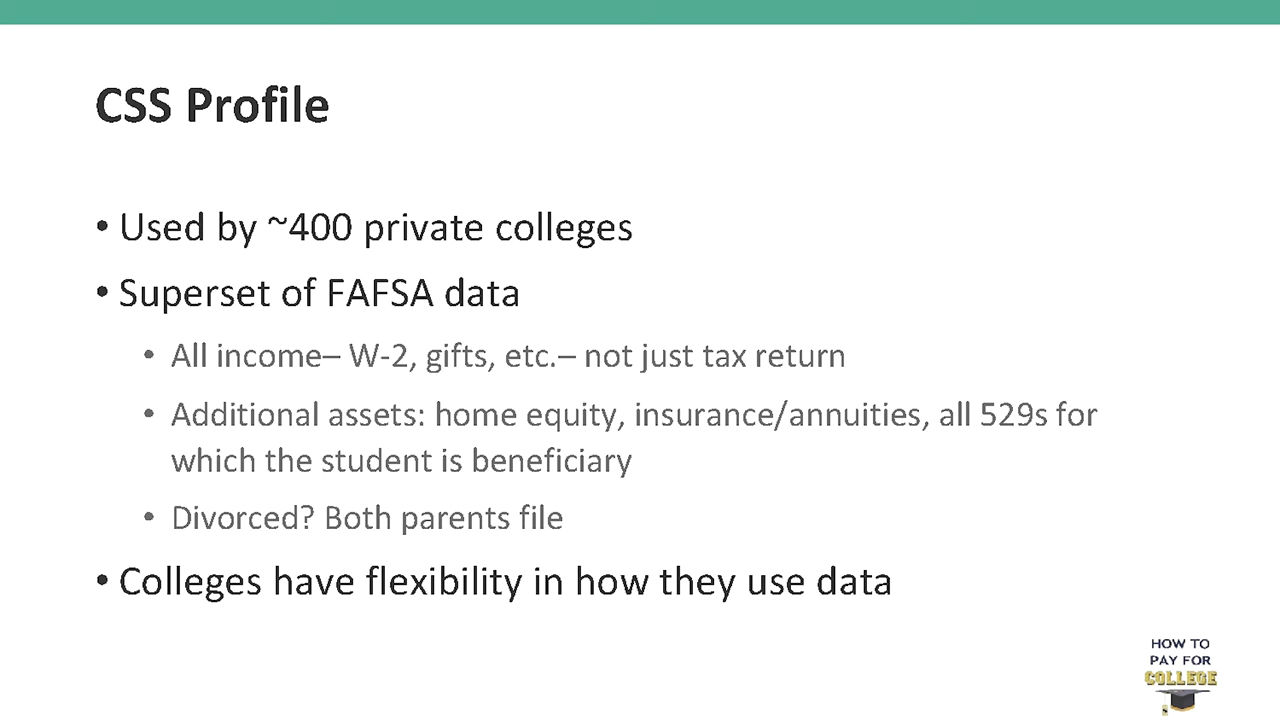 CSS Profile
• Used by ~400 private colleges
• Superset of FAFSA data
• All income– W-2, gifts, etc.– not just tax return
• Additional assets: home equity, insurance/annuities, all 529s for
which the student is beneficiary
• Divorced? Both parents file
• Colleges have flexibility in how they use data
HOW TO
PAY FOR
COLLEGE